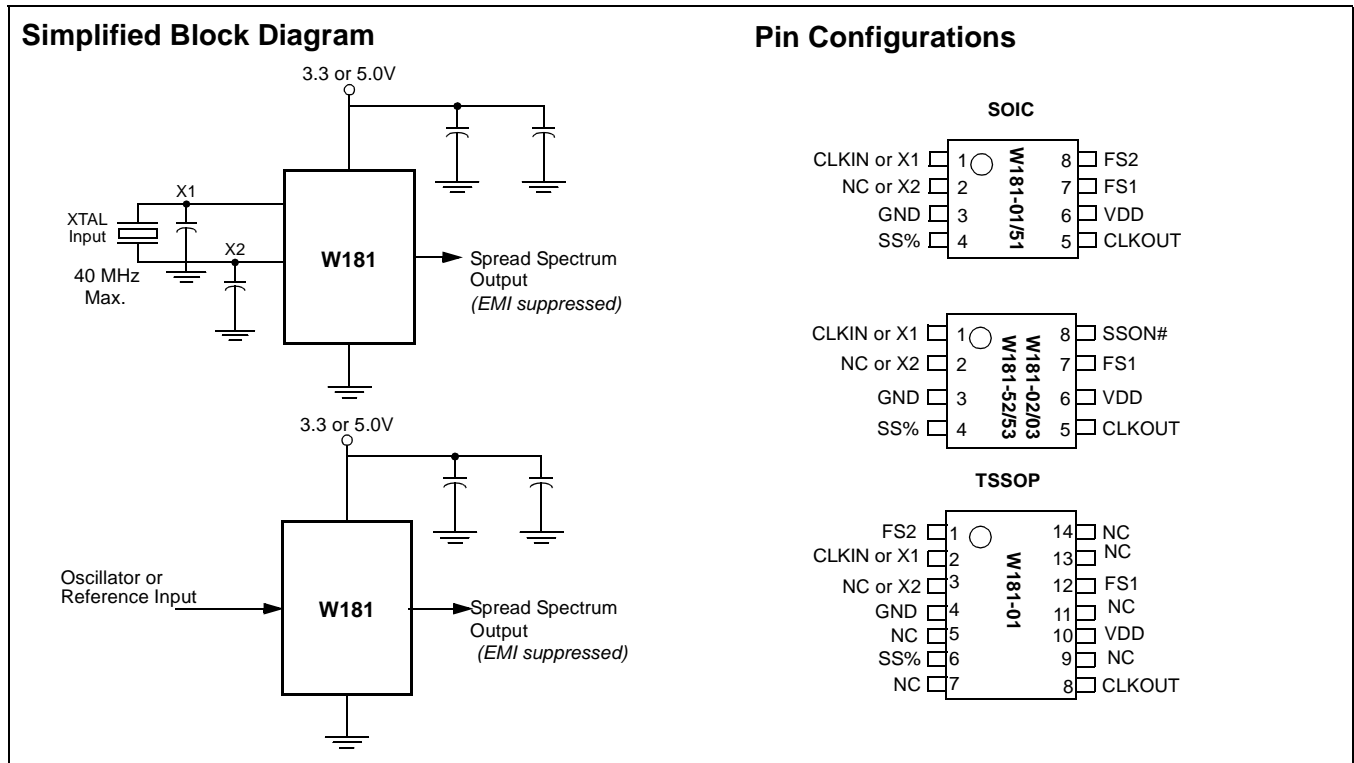 Simplified Block Diagram
3.3 or 5.0V
X1
XTAL
Input
X2
40 MHz
Max.
W181
Spread Spectrum
Output
(EMI suppressed)
3.3 or 5.0V
Oscillator or
Reference Input
W181
Spread Spectrum
Output
(EMI suppressed)
Pin Configurations
SOIC
CLKIN or X1 1 8 FS2
NC or X2 2 7 FS1
GND 3 6 VDD
SS% 4 5 CLKOUT
W181-01/51
CLKIN or X1 1 8 SSON#
NC or X2 2 7 FS1
GND 3 6 VDD
SS% 4 5 CLKOUT
W181-02/03
W181-52/53
TSSOP
FS2 1 14 NC
CLKIN or X1 2 13 NC
NC or X2 3 12 FS1
GND 4 11 NC
NC 5 10 VDD
SS% 6 9 NC
NC 7 8 CLKOUT
W181-01